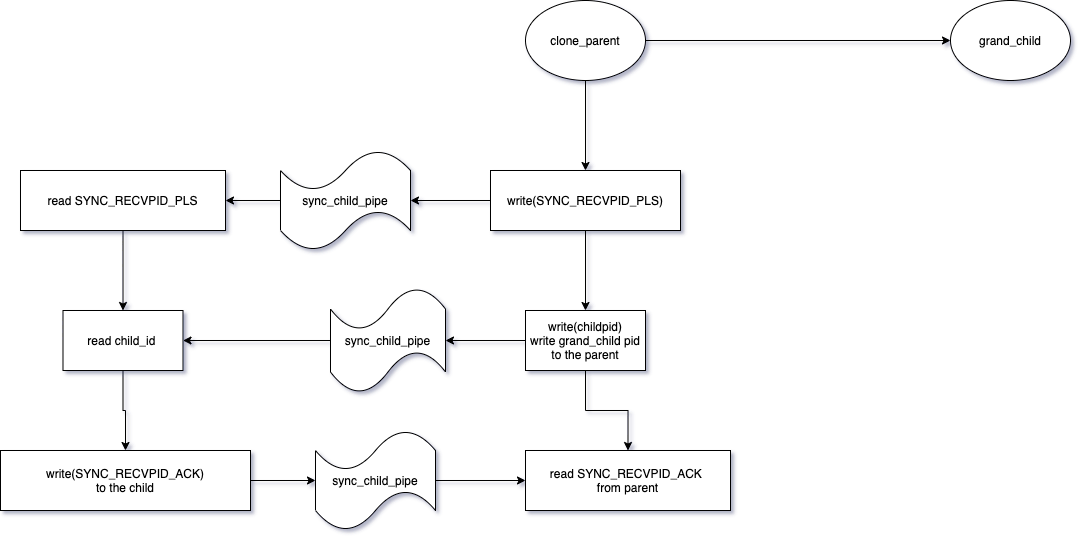 clone_parent
grand_child
read SYNC_RECVPID_PLS
sync_child_pipe
write(SYNC_RECVPID_PLS)
read child_id
sync_child_pipe
write(childpid)
write grand_child pid
to the parent
write(SYNC_RECVPID_ACK)
to the child
sync_child_pipe
read SYNC_RECVPID_ACK
from parent